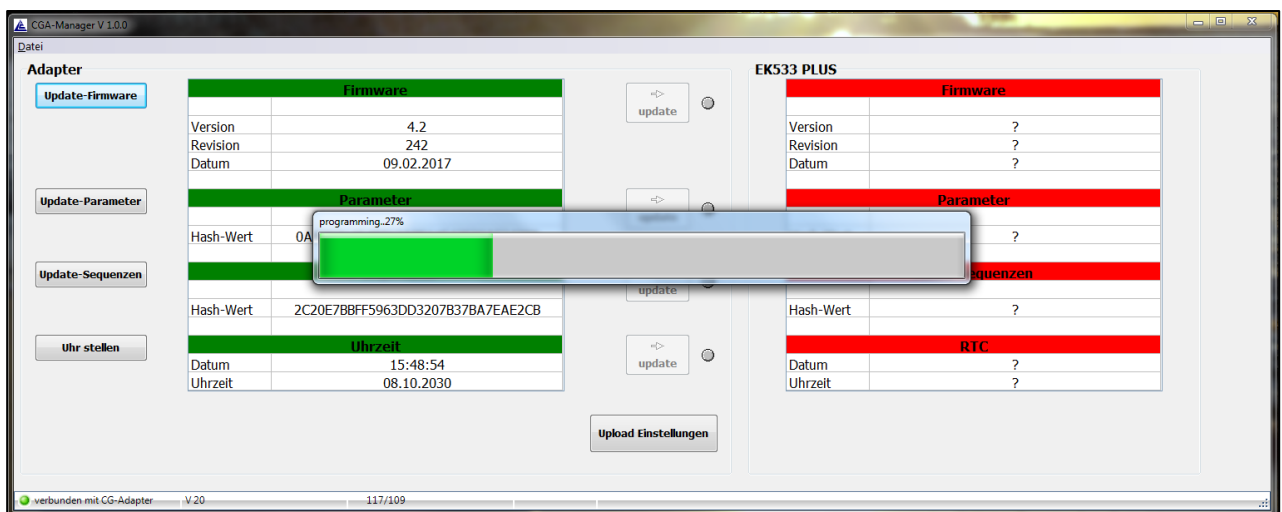 CGA-Manager V 1.0.0
Datei
Adapter
Update-Firmware
Firmware
Version 4.2
Revision 242
Datum 09.02.2017
update
EK533 PLUS
Firmware
Version ?
Revision ?
Datum ?
Update-Parameter
Parameter
Hash-Wert 0A
Parameter
?
programming..27%
Update-Sequenzen
Hash-Wert 2C20E7BBFF5963DD3207B37BA7EAE2CB
update
equenzen
Hash-Wert ?
Uhr stellen
Uhrzeit
Datum 15:48:54
Uhrzeit 08.10.2030
update
RTC
Datum ?
Uhrzeit ?
Upload Einstellungen
verbunden mit CG-Adapter V 20 117/109